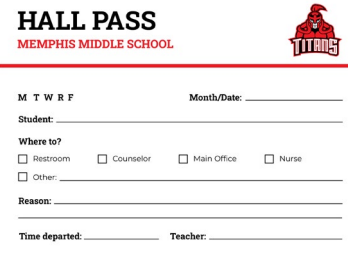 HALL PASS
MEMPHIS MIDDLE SCHOOL
TITANS
M T W R F Month/Date:
Student:
Where to?
Restroom Counselor Main Office Nurse
Other:
Reason:
Time departed: Teacher: